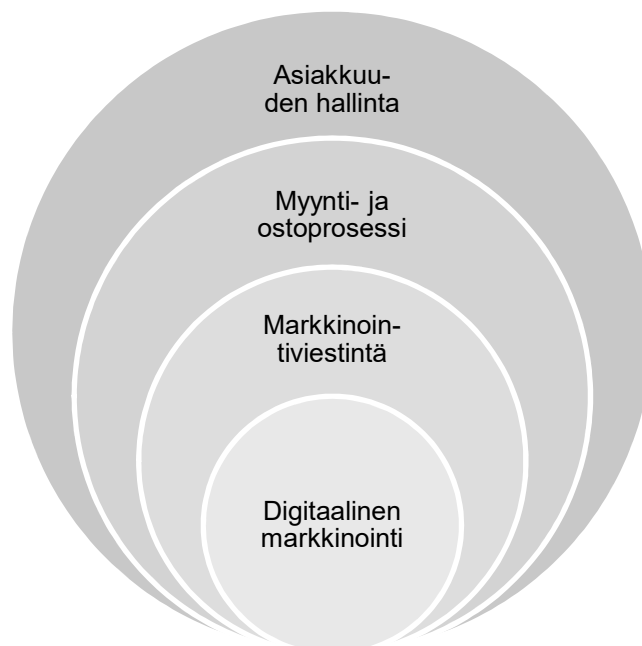 Asiakkuu-
den hallinta
Myynti- ja
ostoprosessi
Markkinoin-
tiviestintä
Digitaalinen
markkinointi